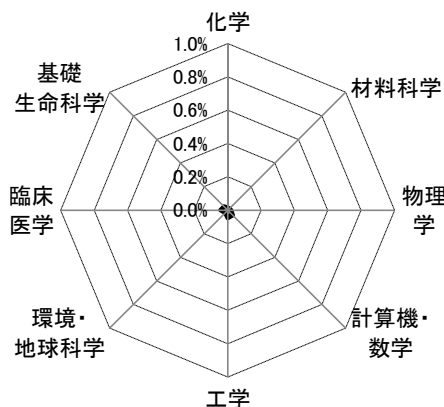 化学
1.0%
0.8%
0.6%
0.4%
0.2%
0.0%
材料科学
物理
学
計算機・
数学
工学
環境・
地球科学
臨床
医学
基礎
生命科学